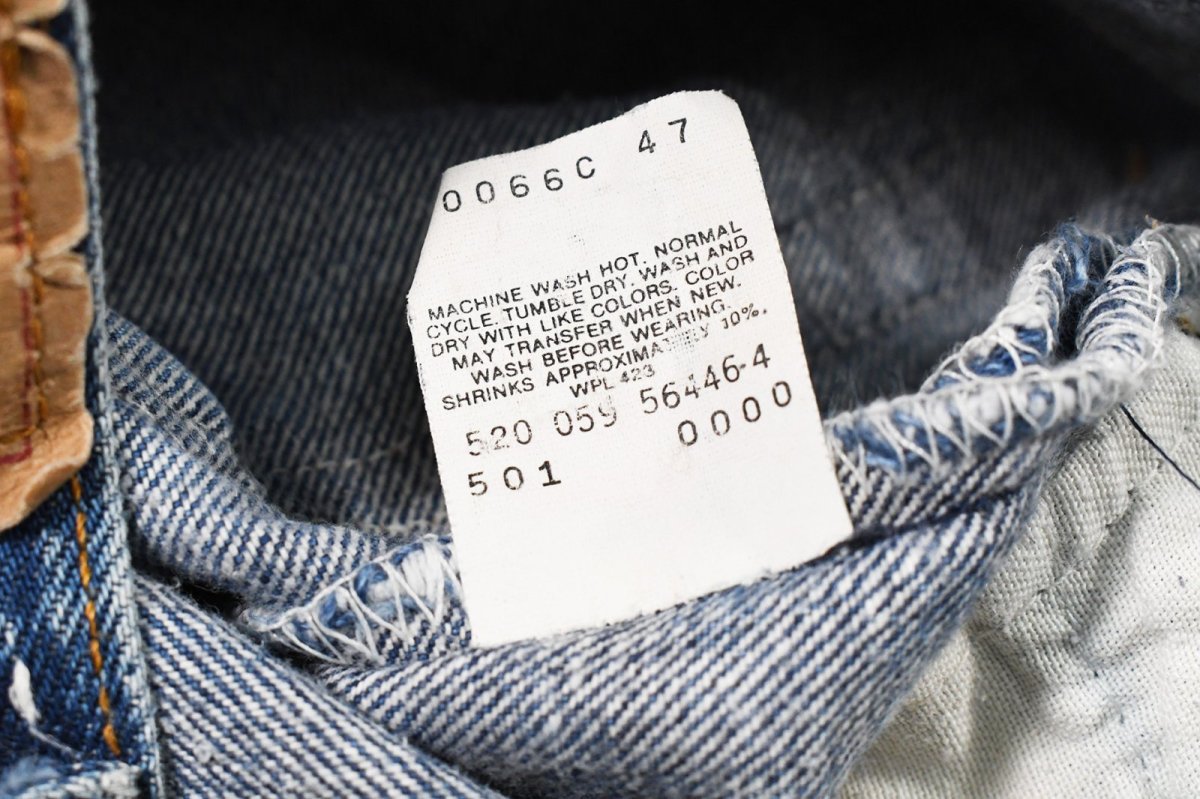 0066C 47
MACHINE WASH HOT, NORMAL
CYCLE. TUMBLE DRY. WASH AND
DRY WITH LIKE COLORS. COLOR
MAY TRANSFER WHEN NEW.
WASH BEFORE WEARING.
SHRINKS APPROXIMATELY 10%.
WPL 423
520 059 56446-4
501 0000